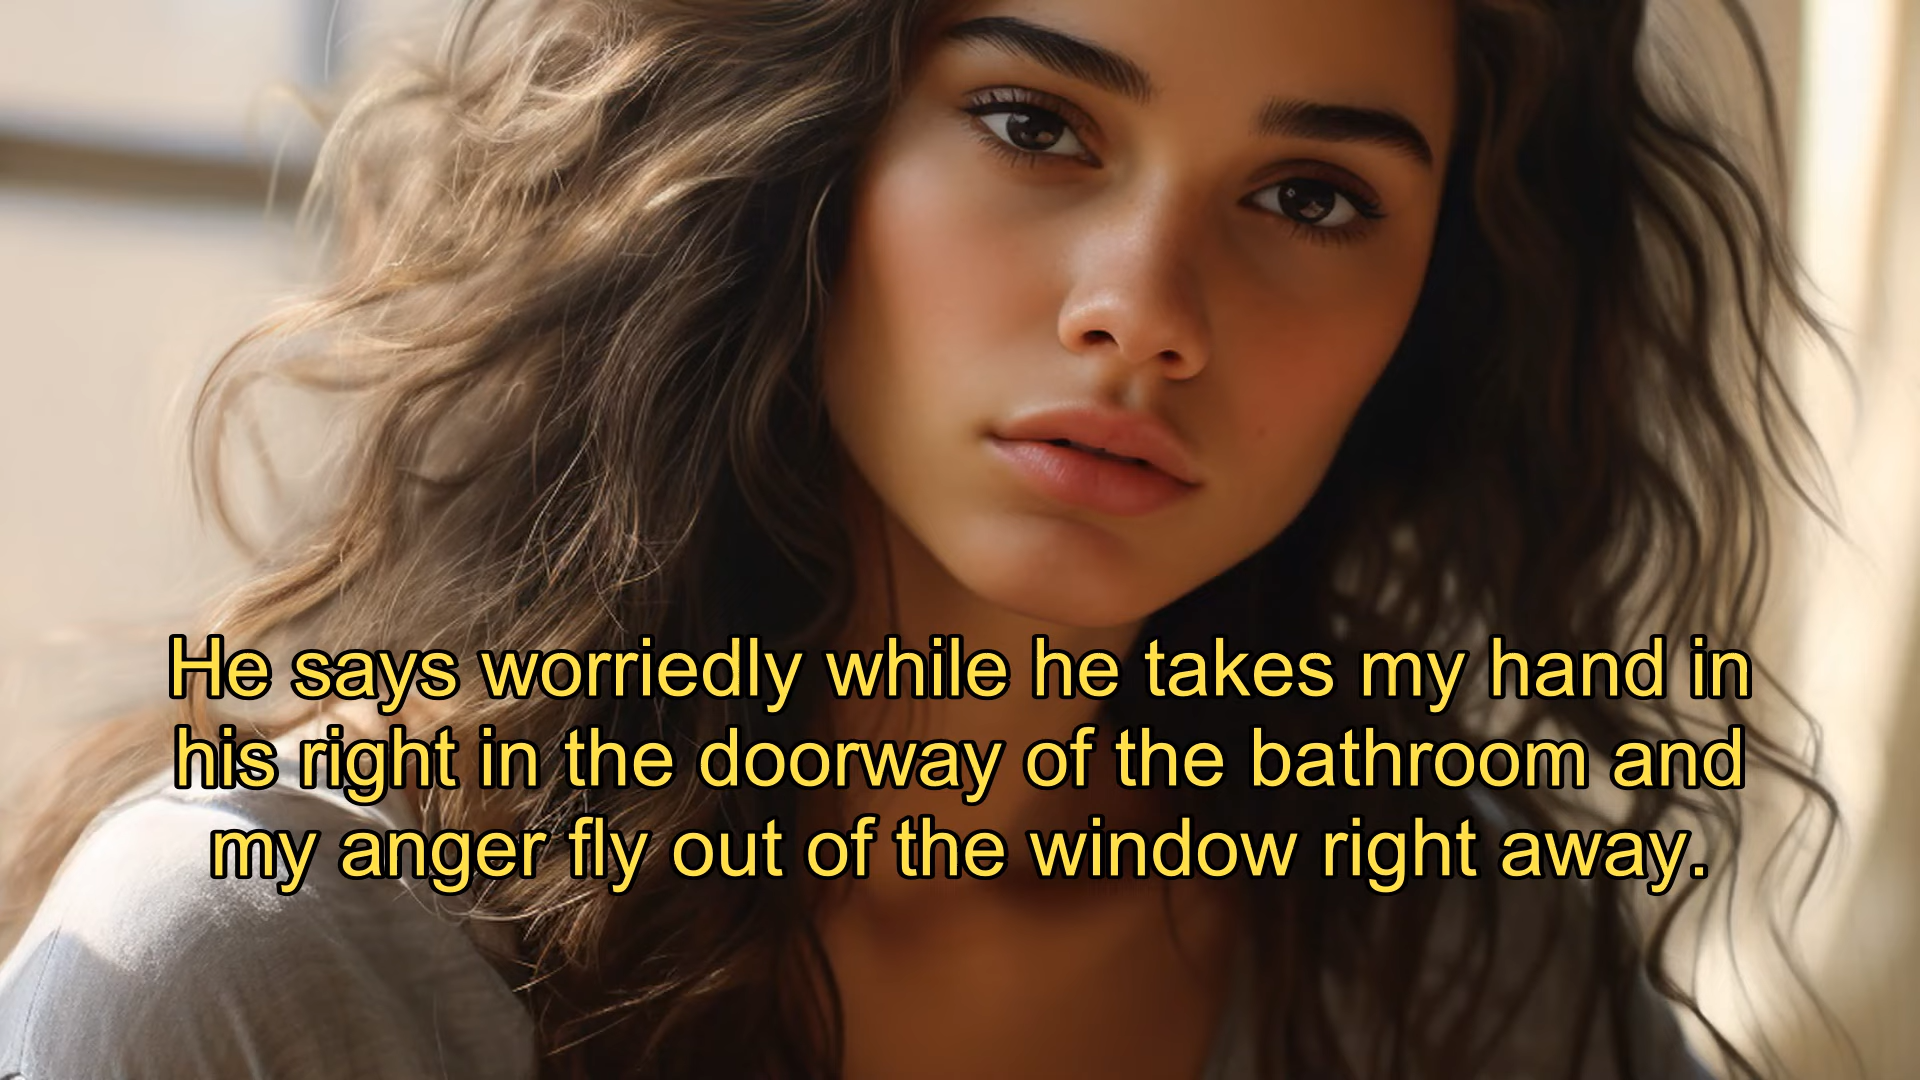 He says worriedly while he takes my hand in
his right in the doorway of the bathroom and
my anger fly out of the window right away.